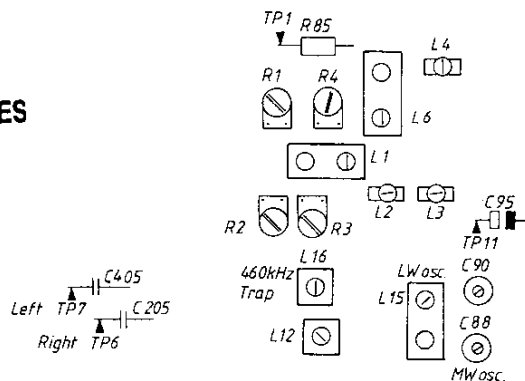 TP1 R85
L4
R1 R4
ES
L6
L1
L2 L3
C95
R2 R3
TP11
L16
460kHz
Trap
LW osc.
C90
L15
C405
Left TP7
C205
Right TP6
L12
C88
MW osc.